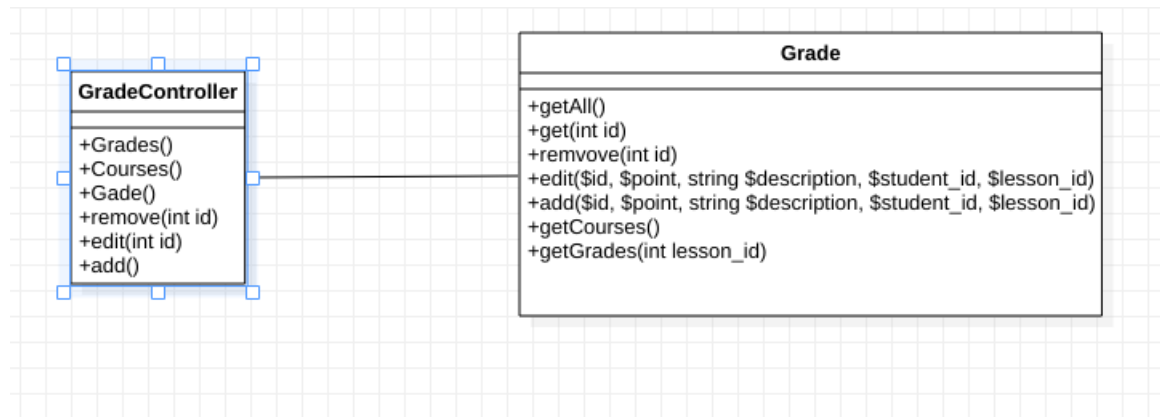 GradeController
+Grades()
+Courses()
+Gade()
+remove(int id)
+edit(int id)
+add()
Grade
+getAll()
+get(int id)
+remvove(int id)
+edit($id, $point, string $description, $student_id, $lesson_id)
+add($id, $point, string $description, $student_id, $lesson_id)
+getCourses()
+getGrades(int lesson_id)